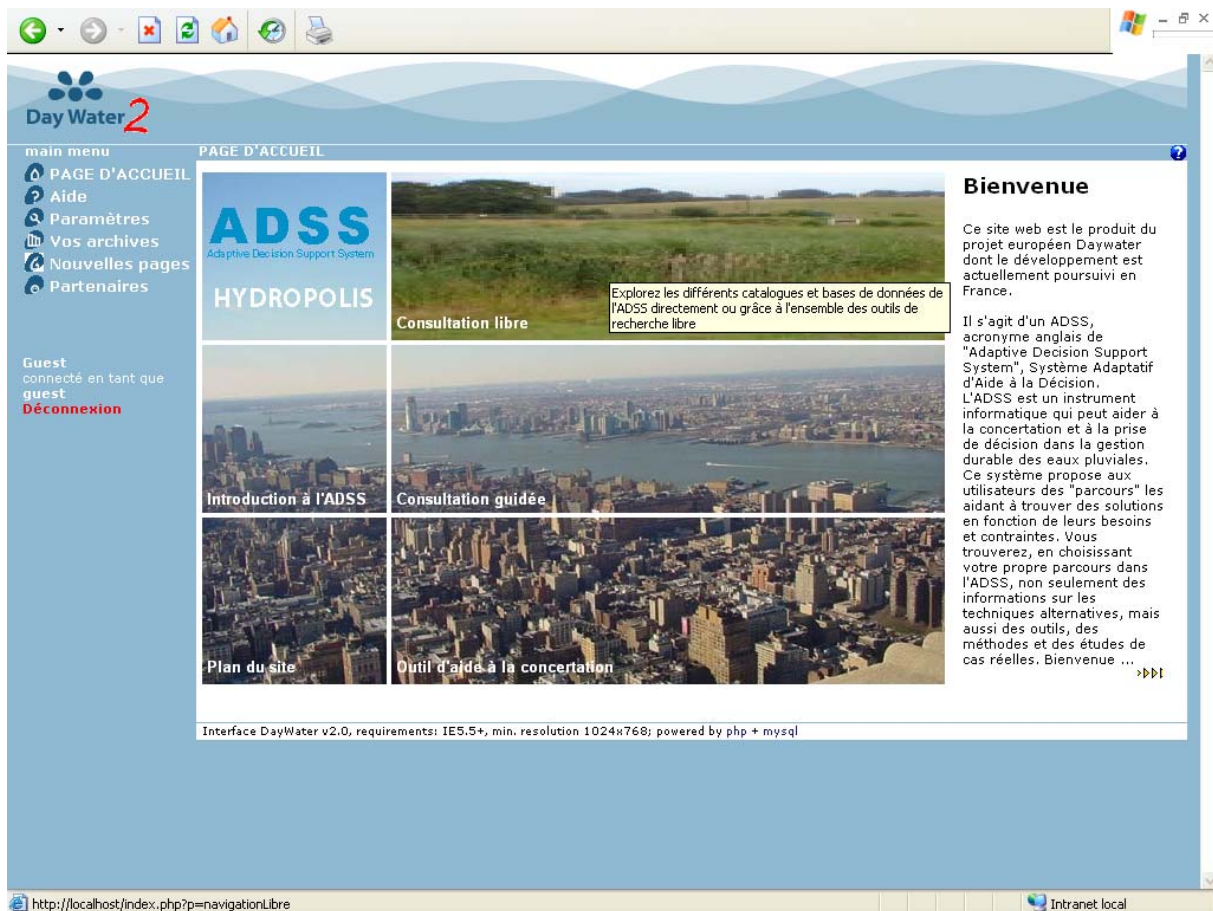 Day Water 2
main menu
PAGE D'ACCUEIL
Aide
Paramètres
Vos archives
Nouvelles pages
Partenaires
Guest
connecté en tant que
guest
Déconnexion
PAGE D'ACCUEIL
?
ADSS
Adaptive Decision Support System
HYDROPOLIS
Consultation libre
Explorez les différents catalogues et bases de données de
l'ADSS directement ou grâce à l'ensemble des outils de
recherche libre
Introduction à l'ADSS
Consultation guidée
Plan du site
Outil d'aide à la concertation
Bienvenue
Ce site web est le produit du
projet européen Daywater
dont le développement est
actuellement poursuivi en
France.
Il s'agit d'un ADSS,
acronyme anglais de
"Adaptive Decision Support
System", Système Adaptatif
d'Aide à la Décision.
L'ADSS est un instrument
informatique qui peut aider à
la concertation et à la prise
de décision dans la gestion
durable des eaux pluviales.
Ce système propose aux
utilisateurs des "parcours" les
aidant à trouver des solutions
en fonction de leurs besoins
et contraintes. Vous
trouverez, en choisissant
votre propre parcours dans
l'ADSS, non seulement des
informations sur les
techniques alternatives, mais
aussi des outils, des
méthodes et des études de
cas réelles. Bienvenue ...
Interface DayWater v2.0, requirements: IE5.5+, min. resolution 1024x768; powered by php + mysql
http://localhost/index.php?p=navigationLibre
Intranet local